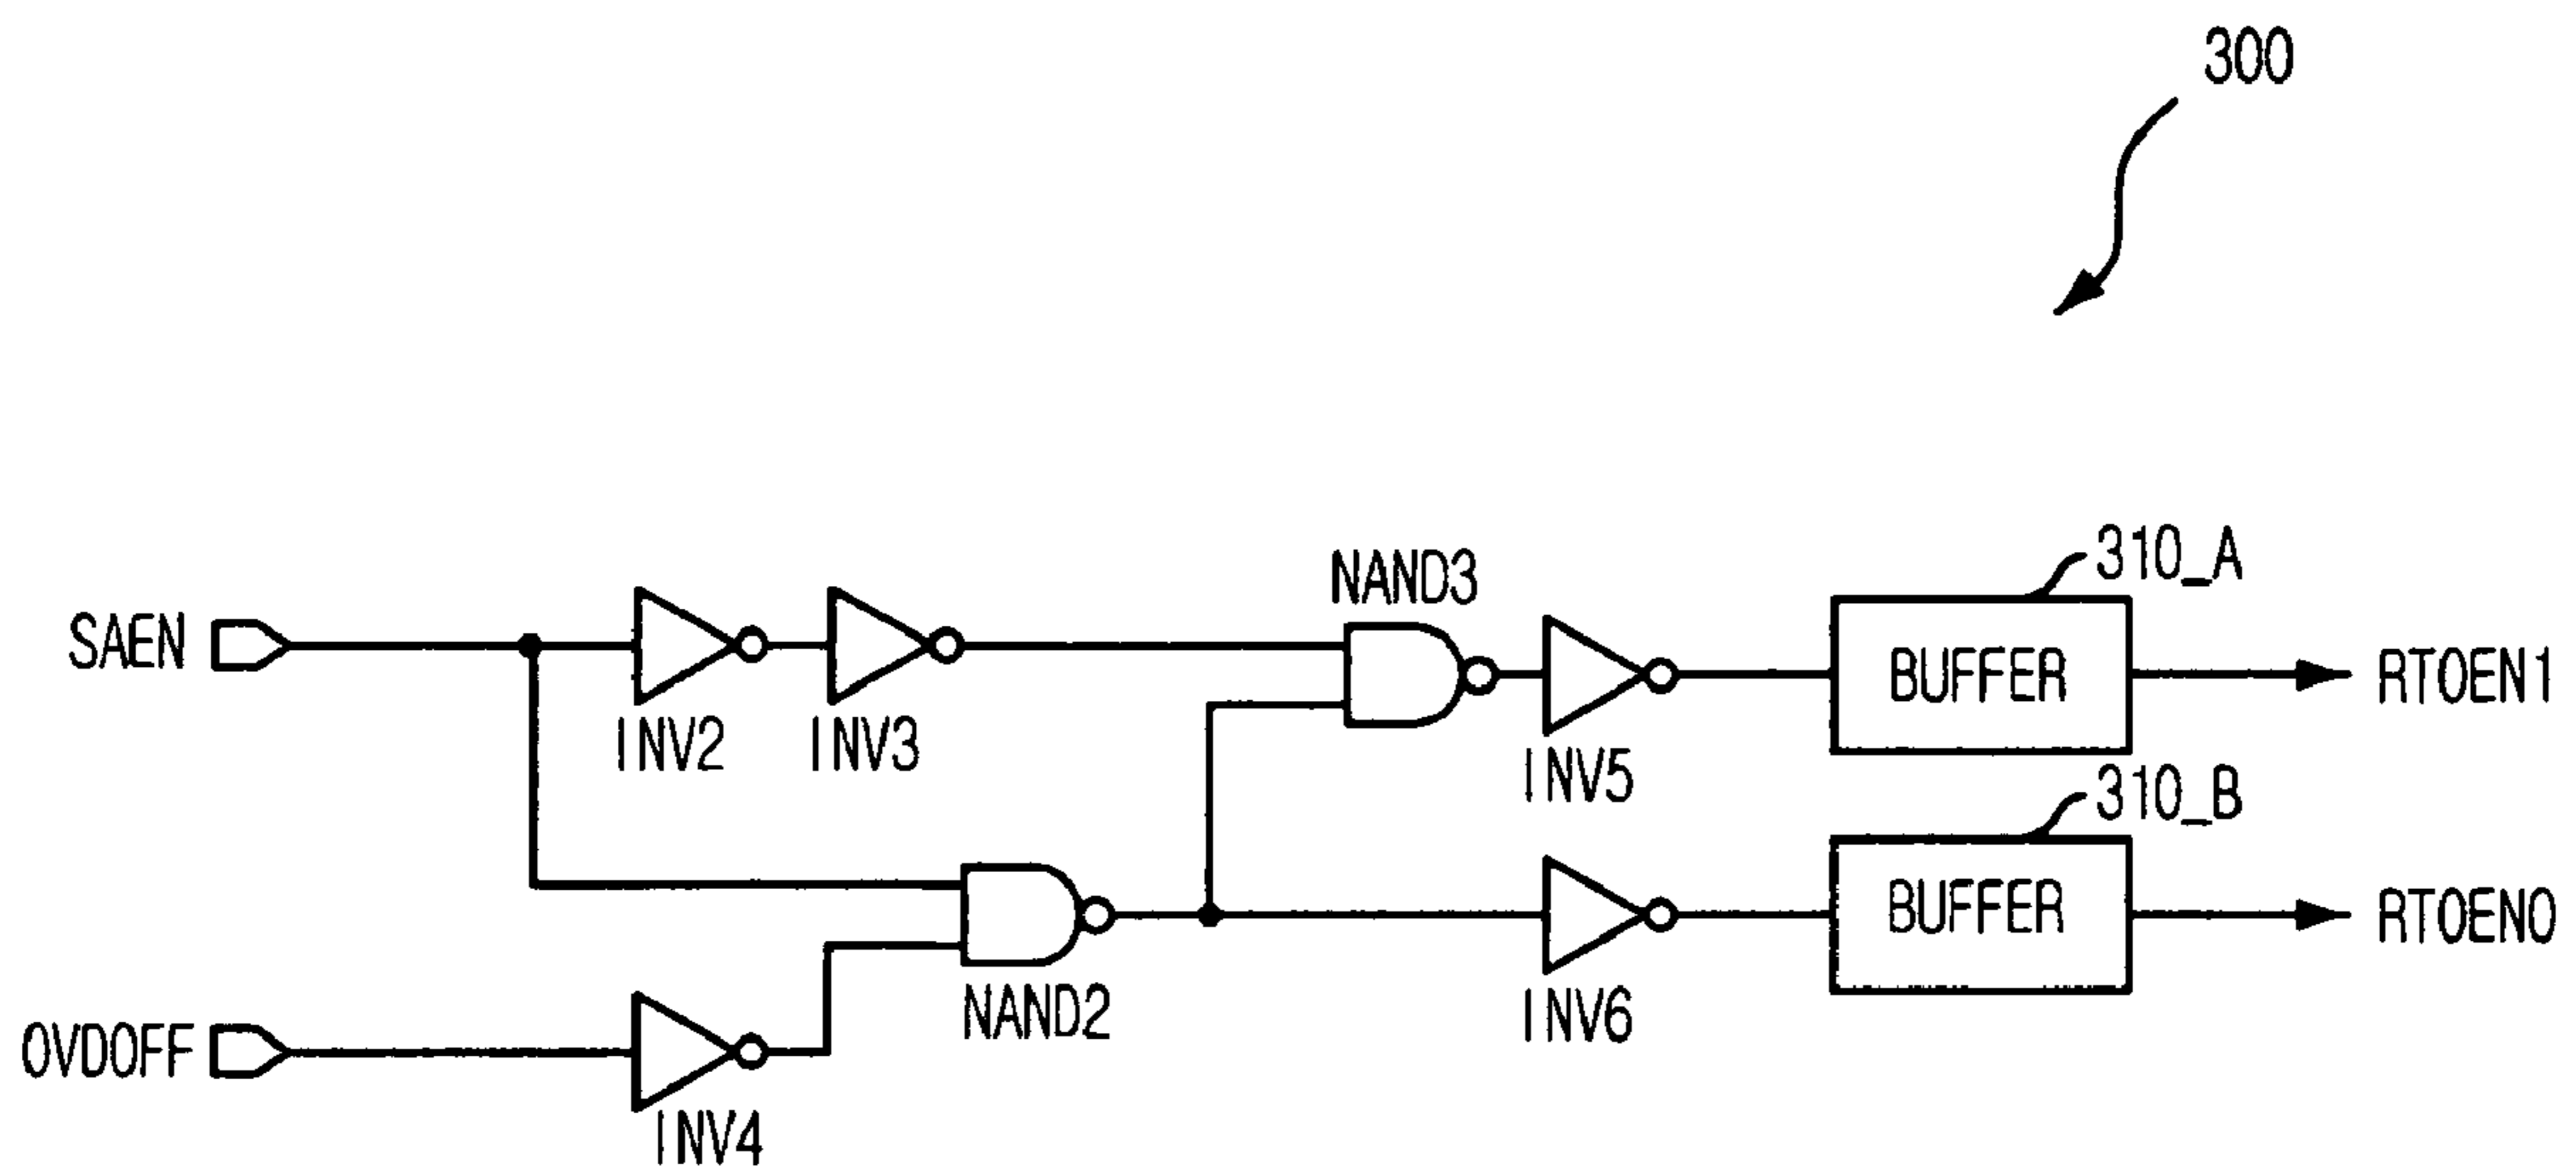 300
310_A
NAND3
SAEN
BUFFER
RTOEN1
INV2
INV3
INV5
310_B
BUFFER
RTOEN0
NAND2
INV6
OVDOFF
INV4